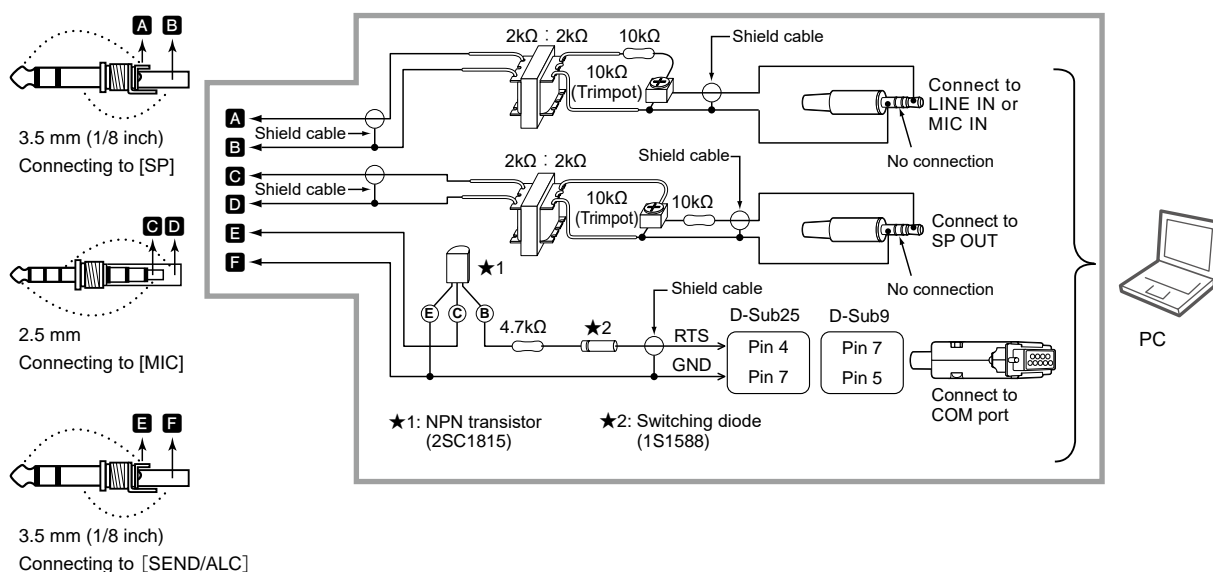 A B
3.5 mm (1/8 inch)
Connecting to [SP]
C D
2.5 mm
Connecting to [MIC]
E F
3.5 mm (1/8 inch)
Connecting to [SEND/ALC]
2kΩ : 2kΩ
10kΩ
Shield cable
10kΩ
(Trimpot)
Connect to
LINE IN or
MIC IN
No connection
A
Shield cable
B
2kΩ : 2kΩ
Shield cable
C
Shield cable
D
10kΩ
(Trimpot)
10kΩ
Connect to
SP OUT
No connection
E
F
★1
E C B
4.7kΩ
★2
Shield cable
RTS
GND
D-Sub25
Pin 4
Pin 7
D-Sub9
Pin 7
Pin 5
Connect to
COM port
★1: NPN transistor
(2SC1815)
★2: Switching diode
(1S1588)
PC